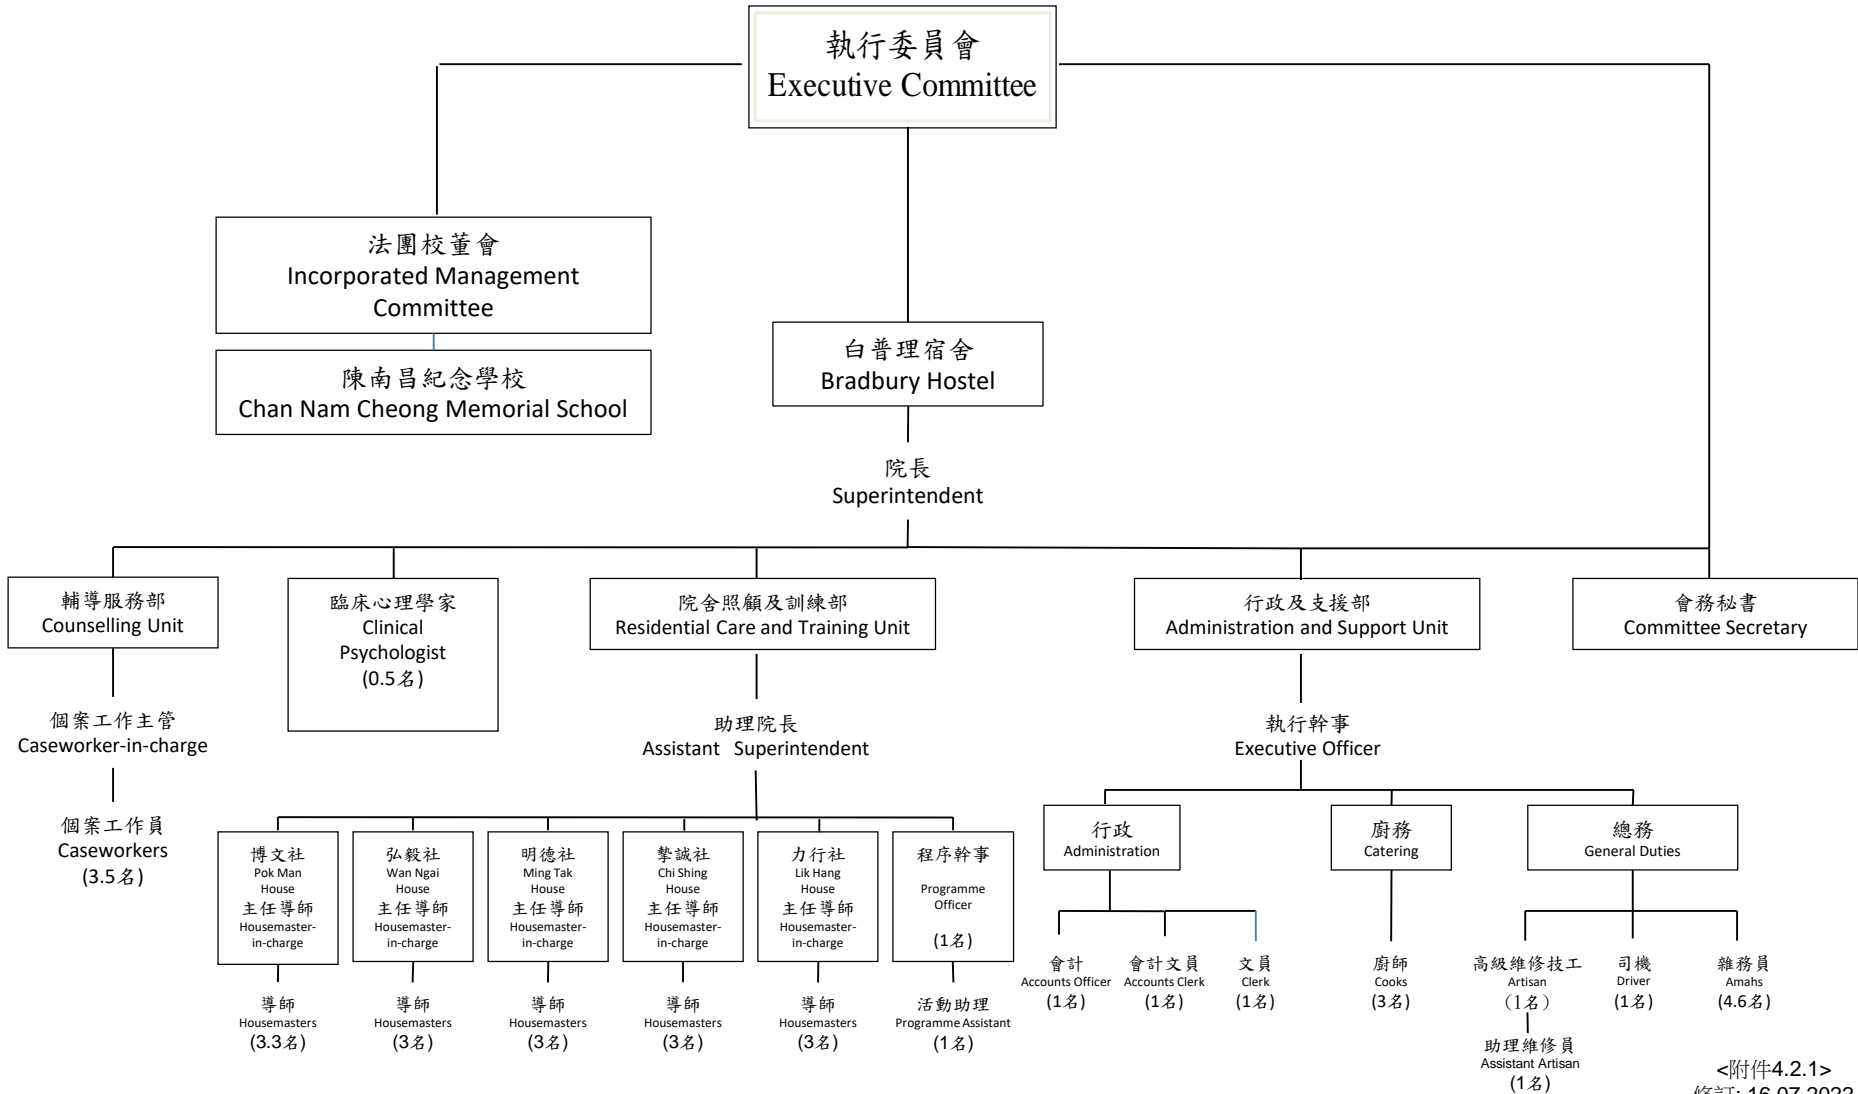 執行委員會
Executive Committee
法團校董會
Incorporated Management
Committee
陳南昌紀念學校
Chan Nam Cheong Memorial School
白普理宿舍
Bradbury Hostel
院長
Superintendent
輔導服務部
Counselling Unit
臨床心理學家
Clinical
Psychologist
(0.5名)
院舍照顧及訓練部
Residential Care and Training Unit
行政及支援部
Administration and Support Unit
會務秘書
Committee Secretary
個案工作主管
Caseworker-in-charge
個案工作員
Caseworkers
(3.5名)
助理院長
Assistant Superintendent
執行幹事
Executive Officer
博文社
Pok Man
House
主任導師
Housemaster-
in-charge
導師
Housemasters
(3.3名)
弘毅社
Wan Ngai
House
主任導師
Housemaster-
in-charge
導師
Housemasters
(3名)
明德社
Ming Tak
House
主任導師
Housemaster-
in-charge
導師
Housemasters
(3名)
摯誠社
Chi Shing
House
主任導師
Housemaster-
in-charge
導師
Housemasters
(3名)
力行社
Lik Hang
House
主任導師
Housemaster-
in-charge
導師
Housemasters
(3名)
程序幹事
Programme
Officer
(1名)
活動助理
Programme Assistant
(1名)
行政
Administration
會計
Accounts Officer
(1名)
會計文員
Accounts Clerk
(1名)
文員
Clerk
(1名)
廚務
Catering
廚師
Cooks
(3名)
總務
General Duties
高級維修技工
Artisan
(1名)
助理維修員
Assistant Artisan
(1名)
司機
Driver
(1名)
雜務員
Amahs
(4.6名)
<附件4.2.1>
修訂: 16.07.2022